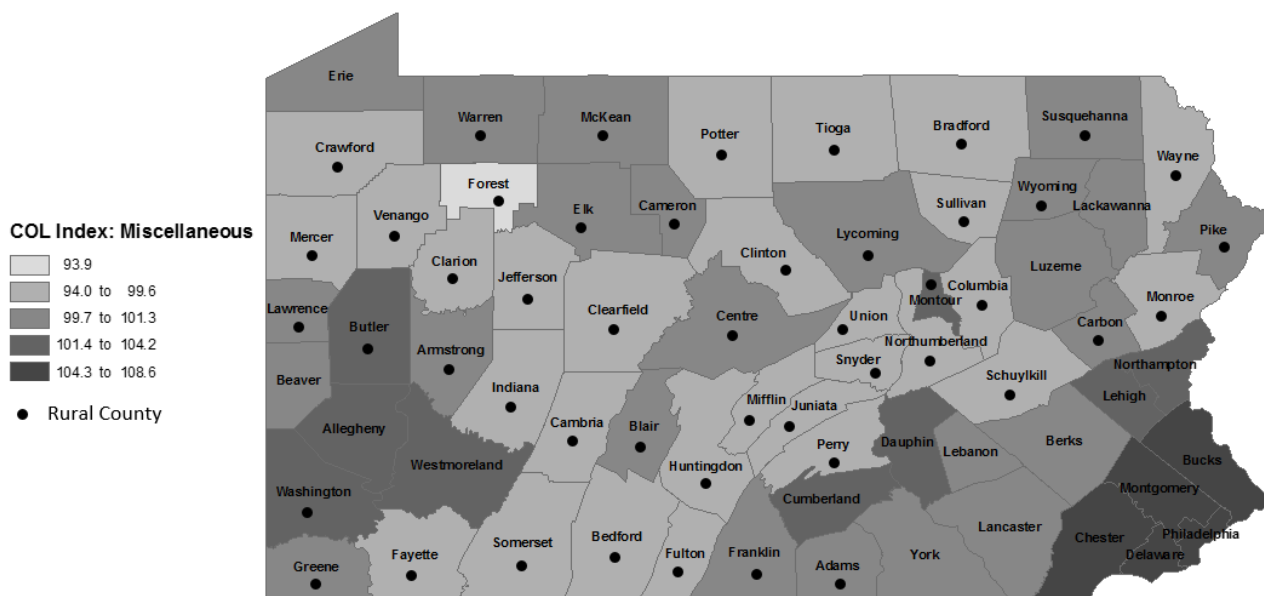 Erie
Warren
McKean
Potter
Tioga
Bradford
Susquehanna
Crawford
Wayne
Forest
Wyoming
Lackawanna
Venango
Elk
Cameron
Sullivan
COL Index: Miscellaneous
Mercer
Lycoming
Pike
93.9
Clarion
Clinton
Luzerne
94.0 to 99.6
Jefferson
Columbia
Montour
Monroe
99.7 to 101.3
Lawrence
Clearfield
Centre
Union
Carbon
101.4 to 104.2
Butler
Armstrong
Northumberland
104.3 to 108.6
Snyder
Northampton
Beaver
Schuylkill
Indiana
Lehigh
Rural County
Mifflin
Juniata
Allegheny
Cambria
Blair
Perry
Dauphin
Berks
Lebanon
Westmoreland
Huntingdon
Bucks
Washington
Cumberland
Montgomery
Lancaster
Somerset
Bedford
Chester
Philadelphia
Fayette
Fulton
Franklin
York
Delaware
Greene
Adams